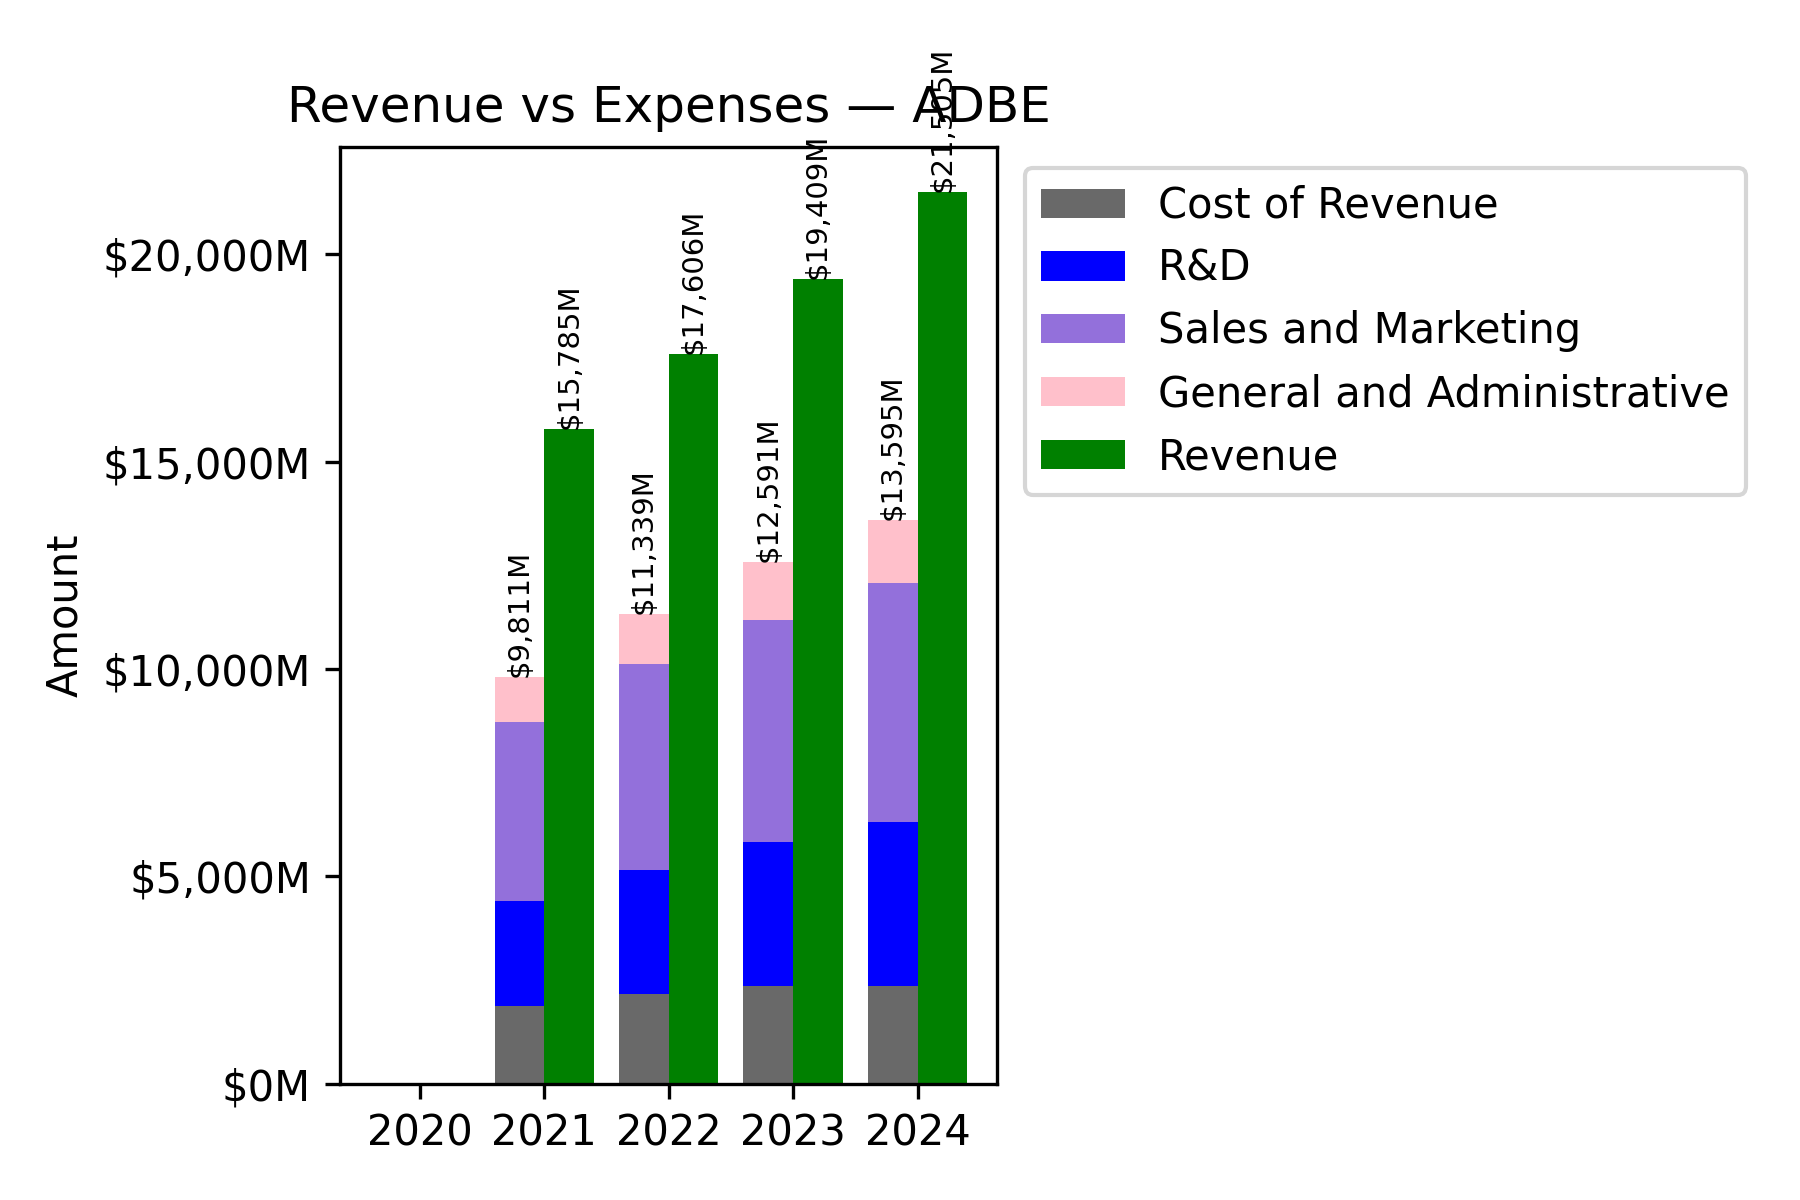 Revenue vs Expenses — ADBE
$21,505M
$19,409M
$17,606M
$15,785M
$13,595M
$12,591M
$11,339M
$9,811M
Cost of Revenue
R&D
Sales and Marketing
General and Administrative
Revenue
Amount
$20,000M
$15,000M
$10,000M
$5,000M
$0M
2020 2021 2022 2023 2024